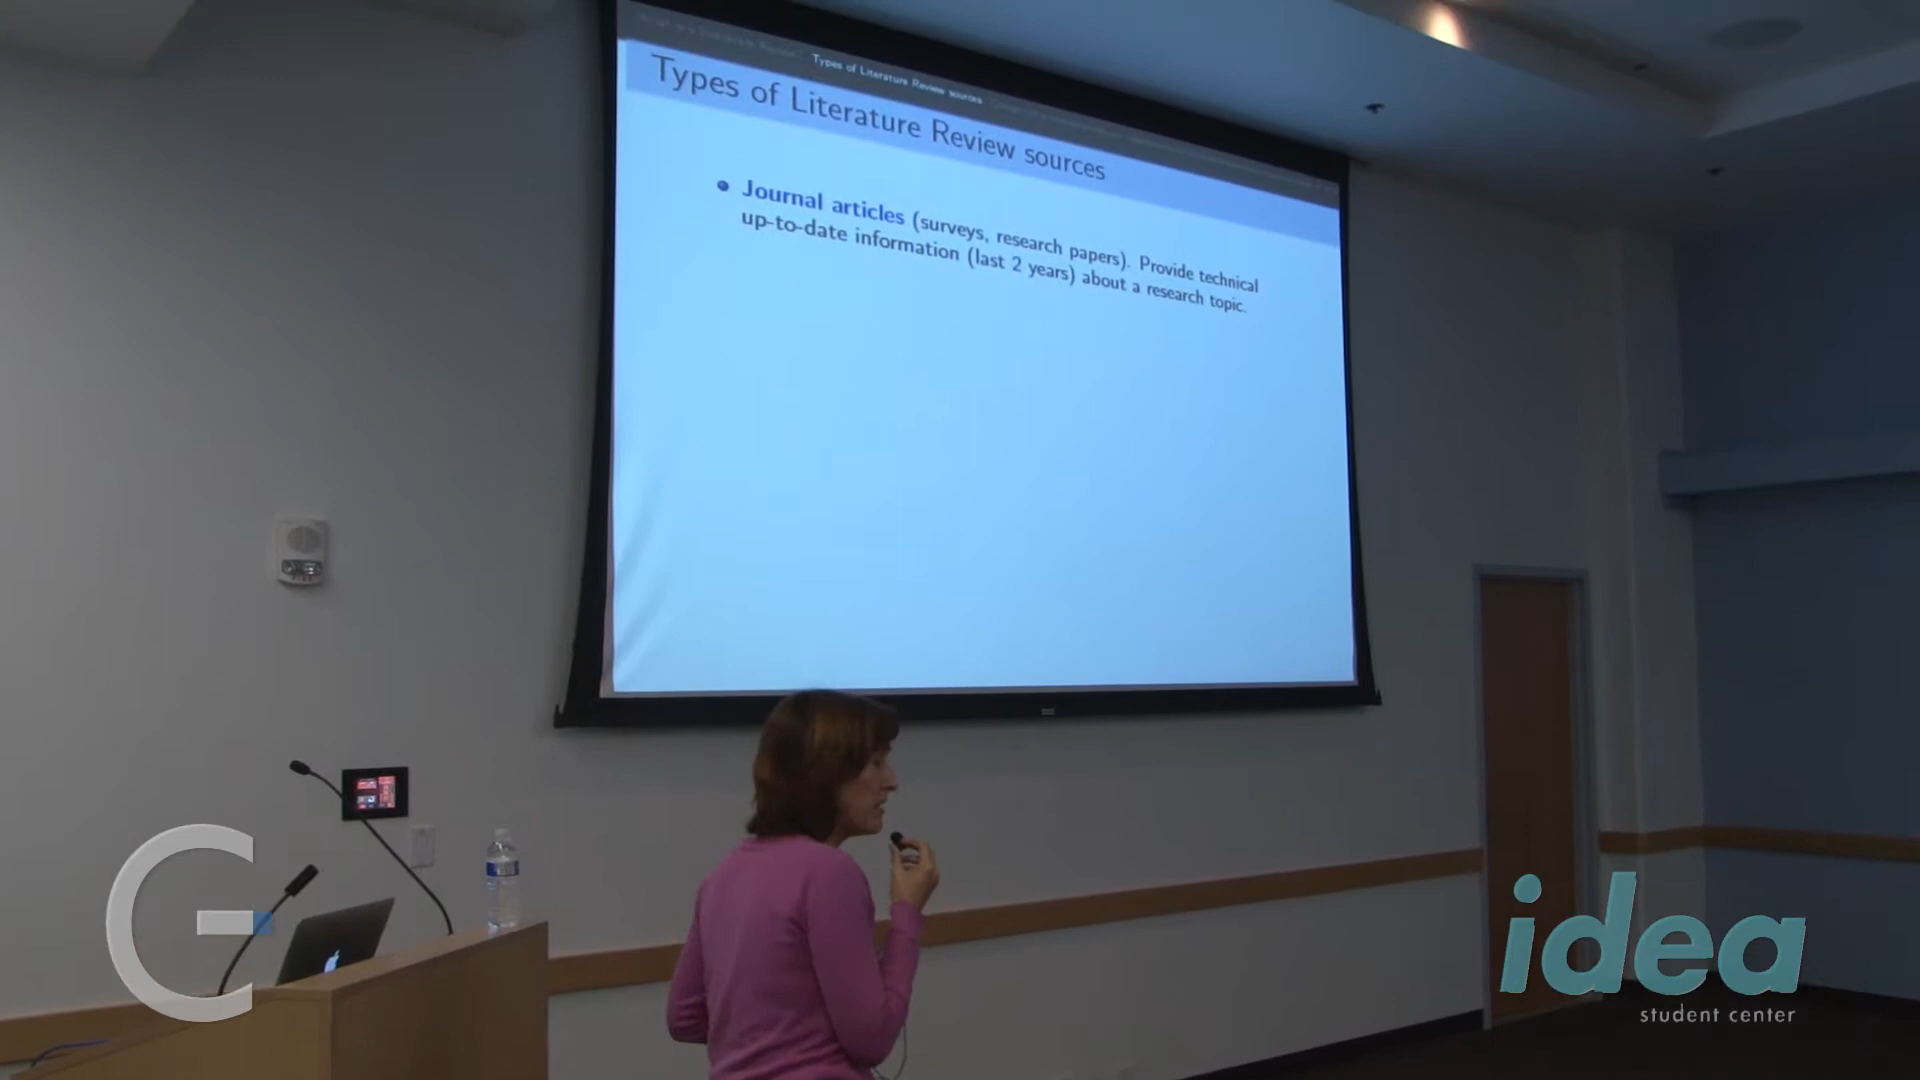 Types of Literature Review sources
Types of Literature Review sources
Journal articles (surveys, research papers). Provide technical
up-to-date information (last 2 years) about a research topic.
idea
student center